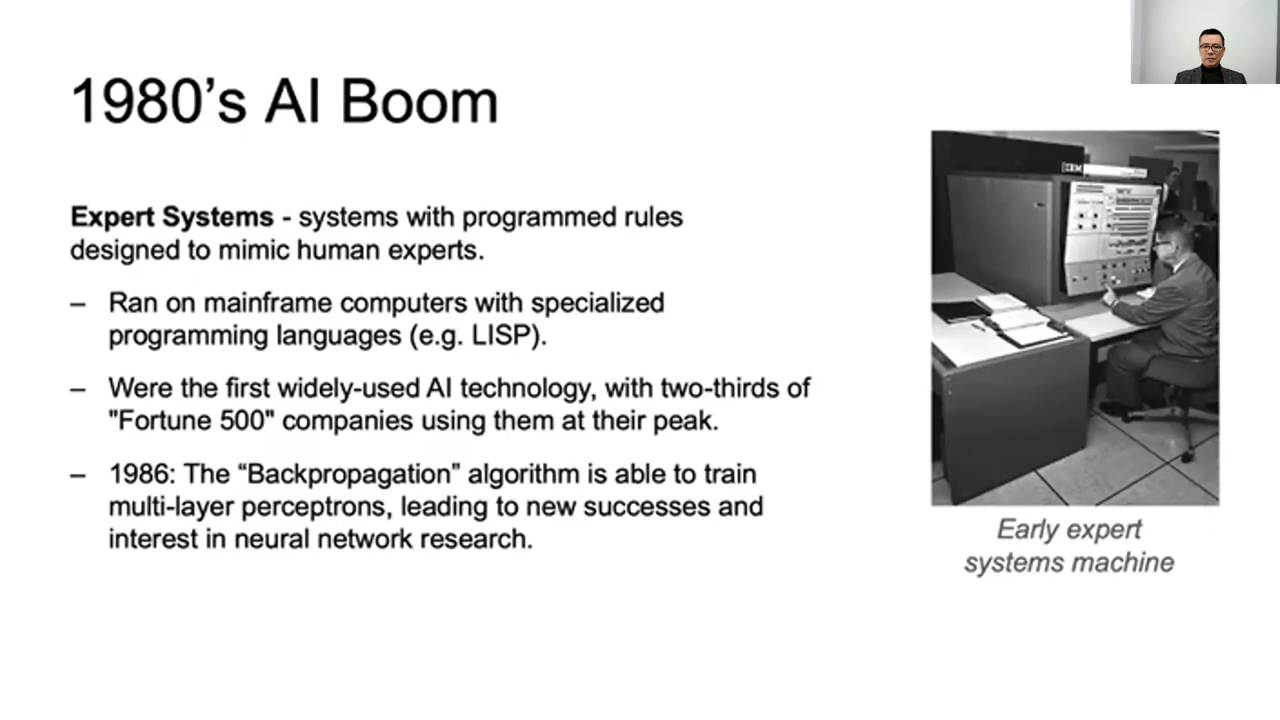 1980’s AI Boom
Expert Systems - systems with programmed rules
designed to mimic human experts.
– Ran on mainframe computers with specialized
programming languages (e.g. LISP).
– Were the first widely-used AI technology, with two-thirds of
"Fortune 500" companies using them at their peak.
– 1986: The “Backpropagation” algorithm is able to train
multi-layer perceptrons, leading to new successes and
interest in neural network research.
IBM
Early expert
systems machine